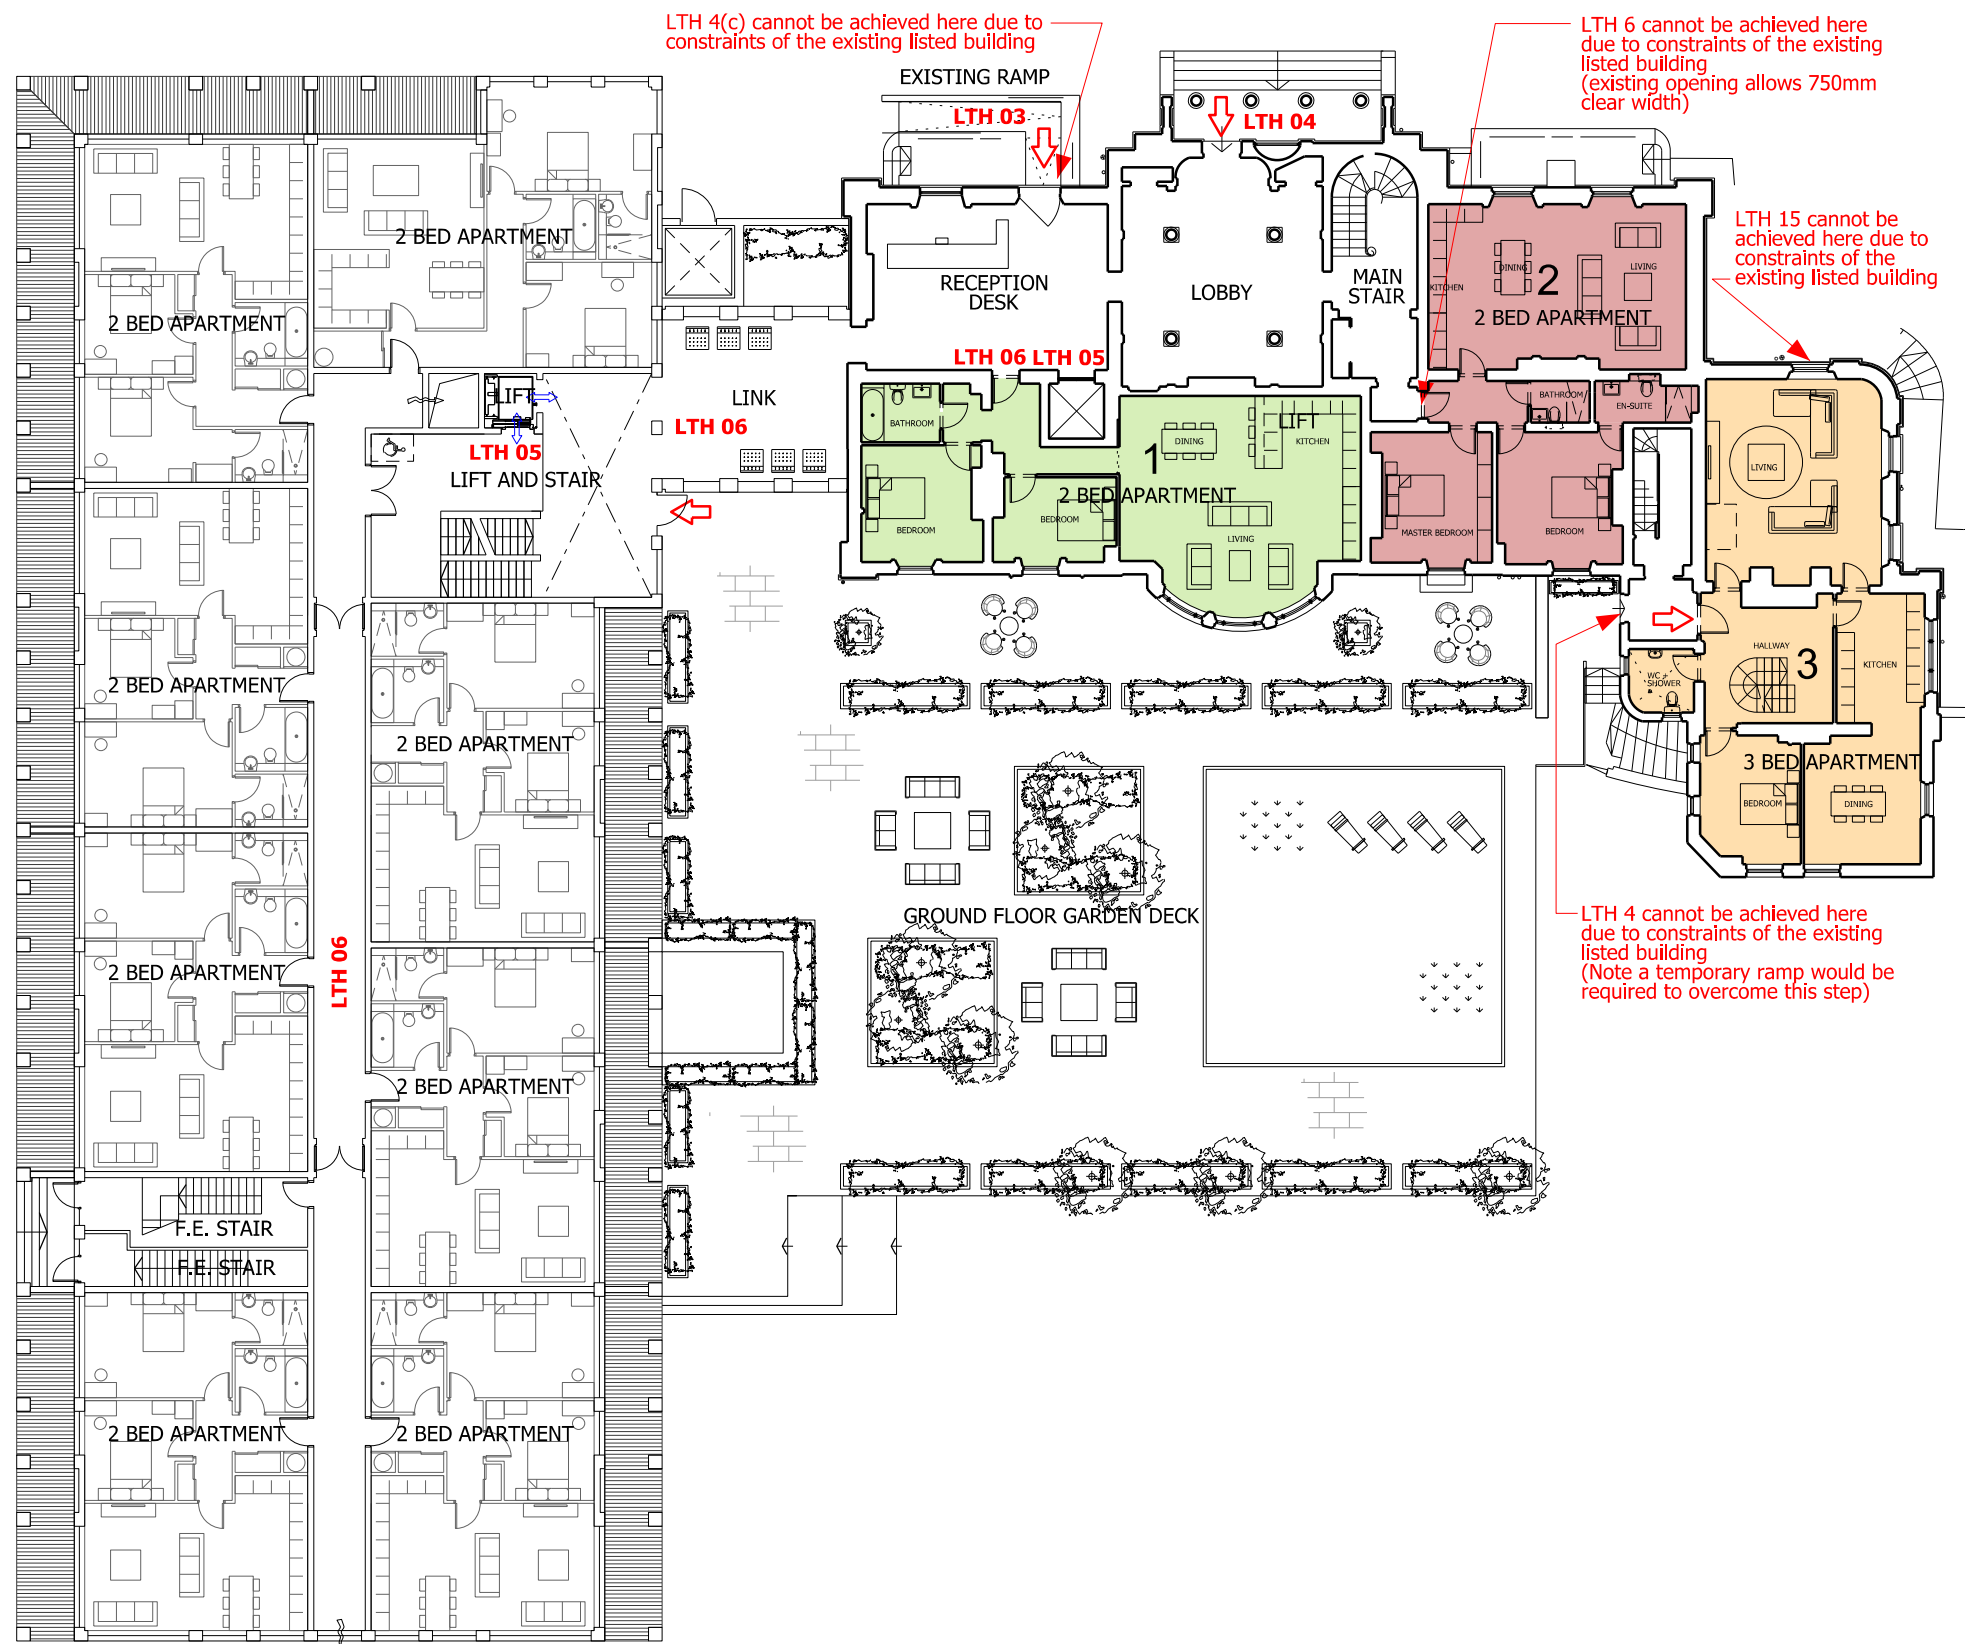 LTH 4(c) cannot be achieved here due to
constraints of the existing listed building
LTH 6 cannot be achieved here
due to constraints of the existing
listed building
(existing opening allows 750mm
clear width)
EXISTING RAMP
LTH 03
LTH 04
LTH 15 cannot be
achieved here due to
constraints of the
existing listed building
2 BED APARTMENT
RECEPTION
DESK
LOBBY
MAIN
STAIR
KITCHEN
DINING
2
LIVING
2 BED APARTMENT
2 BED APARTMENT
LTH 06
LTH 05
LIFT
LINK
LTH 06
LTH 05
LIFT AND STAIR
BATHROOM
BEDROOM
BEDROOM
1
2 BED APARTMENT
DINING
LIFT
KITCHEN
LIVING
BATHROOM
EN-SUITE
MASTER BEDROOM
BEDROOM
LIVING
HALLWAY
3
KITCHEN
WC +
SHOWER
3 BED APARTMENT
BEDROOM
DINING
2 BED APARTMENT
2 BED APARTMENT
GROUND FLOOR GARDEN DECK
LTH 4 cannot be achieved here
due to constraints of the existing
listed building
(Note a temporary ramp would be
required to overcome this step)
LTH 06
2 BED APARTMENT
2 BED APARTMENT
F.E. STAIR
F.E. STAIR
2 BED APARTMENT
2 BED APARTMENT